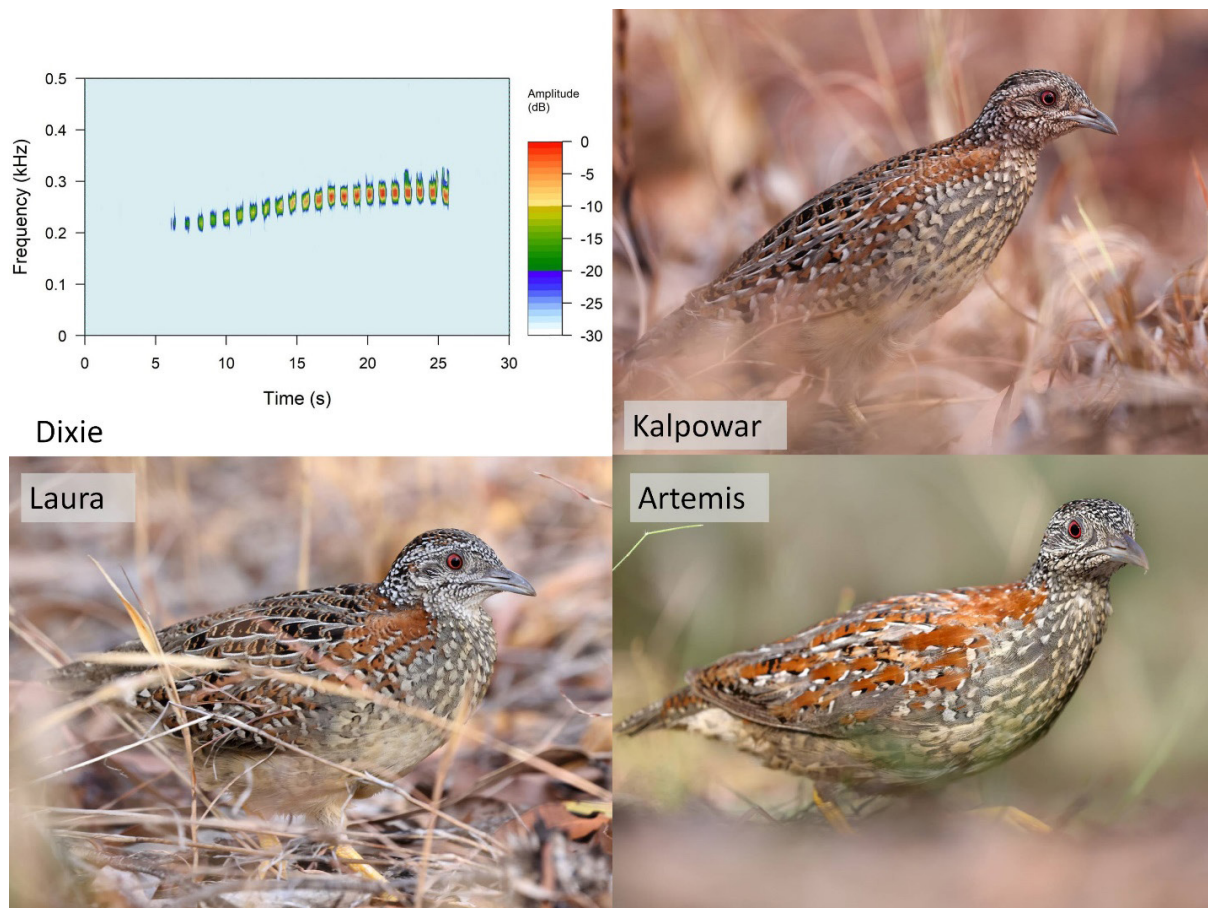 Amplitude
(dB)
0.5
0.4
0.3
0.2
0.1
0
Frequency (kHz)
0
-5
-10
-15
-20
-25
-30
0 5 10 15 20 25 30
Time (s)
Dixie
Kalpowar
Laura
Artemis